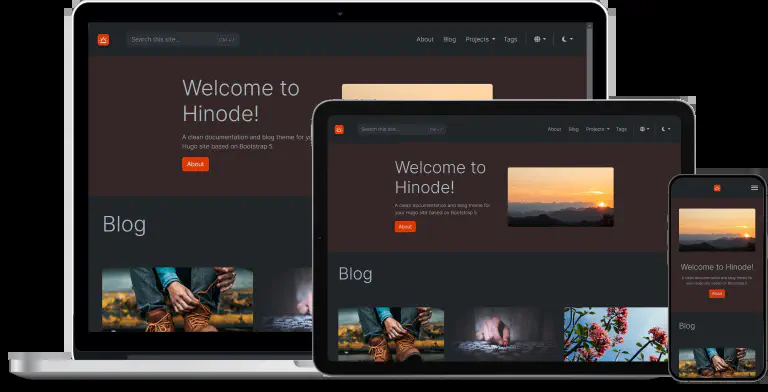 Search this site... Ctrl + /
About Blog Projects Tags
Welcome to
Hinode!
A clean documentation and blog theme for yo
Hugo site based on Bootstrap 5
About
Blog
Search this site... Ctrl + /
About Blog Projects Tags
Welcome to
Hinode!
A clean documentation and blog theme for
your Hugo site based on Bootstrap 5
About
Blog
Welcome to Hinode!
A clean documentation and blog theme for
your Hugo site based on Bootstrap 5
About
Blog